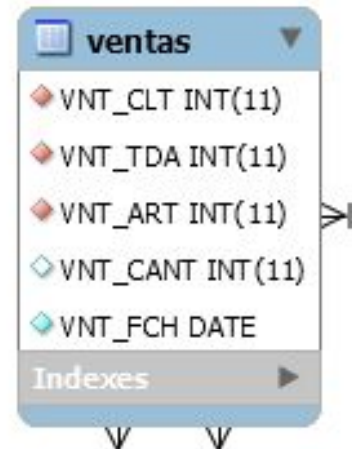 ventas
VNT_CLT INT(11)
VNT_TDA INT(11)
VNT_ART INT(11)
VNT_CANT INT(11)
VNT_FCH DATE
Indexes